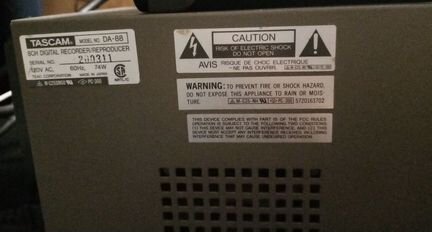 TASCAM MODEL NO. DA-88
8CH DIGITAL RECORDER/REPRODUCER
SERIAL NO. 200311
120V AC, 60Hz, 74W
TEAC CORPORATION MADE IN JAPAN
CAUTION
RISK OF ELECTRIC SHOCK
DO NOT OPEN
AVIS RISQUE DE CHOC ELECTRIQUE
-NE PAS OUVRIR.
WARNING: TO PREVENT FIRE OR SHOCK HAZARD,
DO NOT EXPOSE THIS APPLIANCE TO RAIN OR MOIS-
TURE 5720163702
THIS DEVICE COMPLIES WITH PART 15 OF THE FCC RULES
OPERATION IS SUBJECT TO THE FOLLOWING TWO CONDITIONS:
(1) THIS DEVICE MAY NOT CAUSE INTERFERENCE, AND (2) THIS
DEVICE MUST ACCEPT ANY INTERFERENCE RECEIVED, INCLUDING
INTERFERENCE THAT MAY CAUSE UNDESIRED OPERATION.